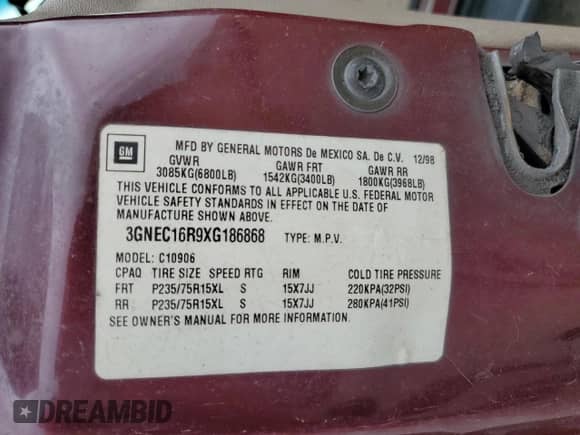 GM
MFD BY GENERAL MOTORS De MEXICO SA. De C.V. 12/98
GVWR GAWR FRT GAWR RR
3085KG(6800LB) 1542KG(3400LB) 1800KG(3968LB)
THIS VEHICLE CONFORMS TO ALL APPLICABLE U.S. FEDERAL MOTOR
VEHICLE SAFETY STANDARDS IN EFFECT ON THE DATE OF
MANUFACTURE SHOWN ABOVE.
3GNEC16R9XG186868 TYPE: M.P.V.
MODEL: C10906
CPAQ TIRE SIZE SPEED RTG RIM COLD TIRE PRESSURE
FRT P235/75R15XL S 15X7JJ 220KPA(32PSI)
RR P235/75R15XL S 15X7JJ 280KPA(41PSI)
SEE OWNER'S MANUAL FOR MORE INFORMATION
DREAMBID